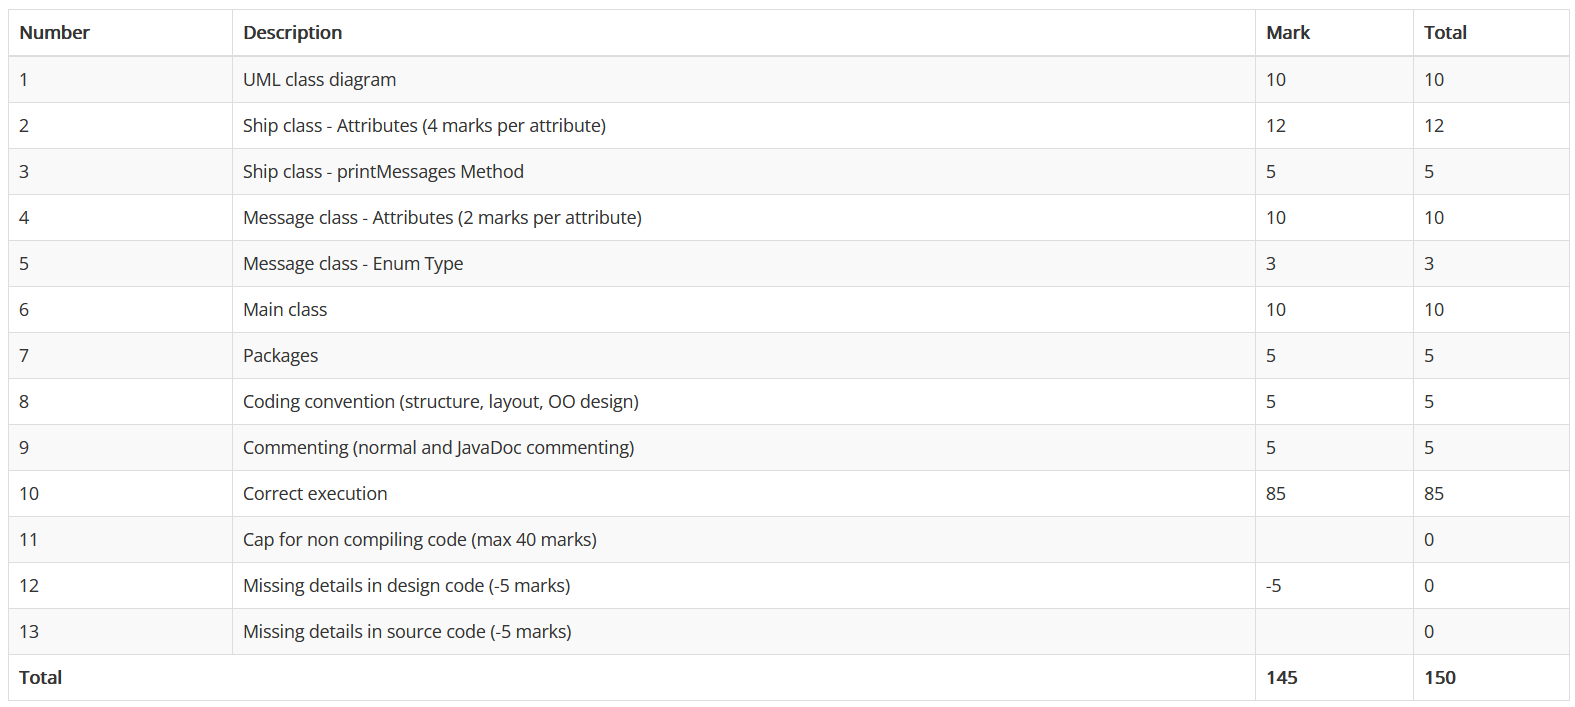 Number Description Mark Total
1 UML class diagram 10 10
2 Ship class - Attributes (4 marks per attribute) 12 12
3 Ship class - printMessages Method 5 5
4 Message class - Attributes (2 marks per attribute) 10 10
5 Message class - Enum Type 3 3
6 Main class 10 10
7 Packages 5 5
8 Coding convention (structure, layout, OO design) 5 5
9 Commenting (normal and JavaDoc commenting) 5 5
10 Correct execution 85 85
11 Cap for non compiling code (max 40 marks) 0
12 Missing details in design code (-5 marks) -5 0
13 Missing details in source code (-5 marks) 0
Total 145 150